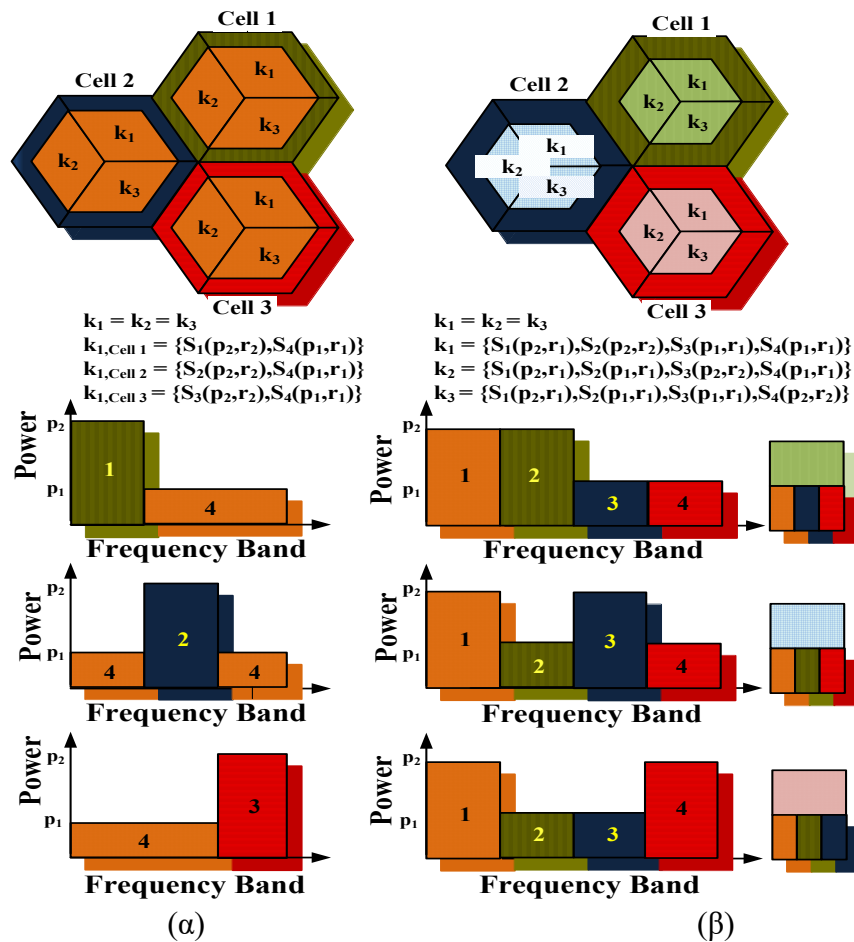 Cell 1
Cell 2
k₁
k₂
k₃
k₁
k₂
k₃
k₁
k₂
k₃
Cell 3
k₁ = k₂ = k₃
k₁,Cell 1 = {S₁(p₂,r₂),S₄(p₁,r₁)}
k₁,Cell 2 = {S₂(p₂,r₂),S₄(p₁,r₁)}
k₁,Cell 3 = {S₃(p₂,r₂),S₄(p₁,r₁)}
Power
p₂
p₁
1
4
Frequency Band
Power
p₂
p₁
4
2
4
Frequency Band
Power
p₂
p₁
4
3
Frequency Band
(α)
Cell 1
Cell 2
k₁
k₂
k₃
k₁
k₂
k₃
k₁
k₂
k₃
Cell 3
k₁ = k₂ = k₃
k₁ = {S₁(p₂,r₁),S₂(p₂,r₂),S₃(p₁,r₁),S₄(p₁,r₁)}
k₂ = {S₁(p₂,r₁),S₂(p₁,r₁),S₃(p₂,r₂),S₄(p₁,r₁)}
k₃ = {S₁(p₂,r₁),S₂(p₁,r₁),S₃(p₁,r₁),S₄(p₂,r₂)}
Power
p₂
p₁
1
2
3
4
Frequency Band
Power
p₂
p₁
1
2
3
4
Frequency Band
Power
p₂
p₁
1
2
3
4
Frequency Band
(β)